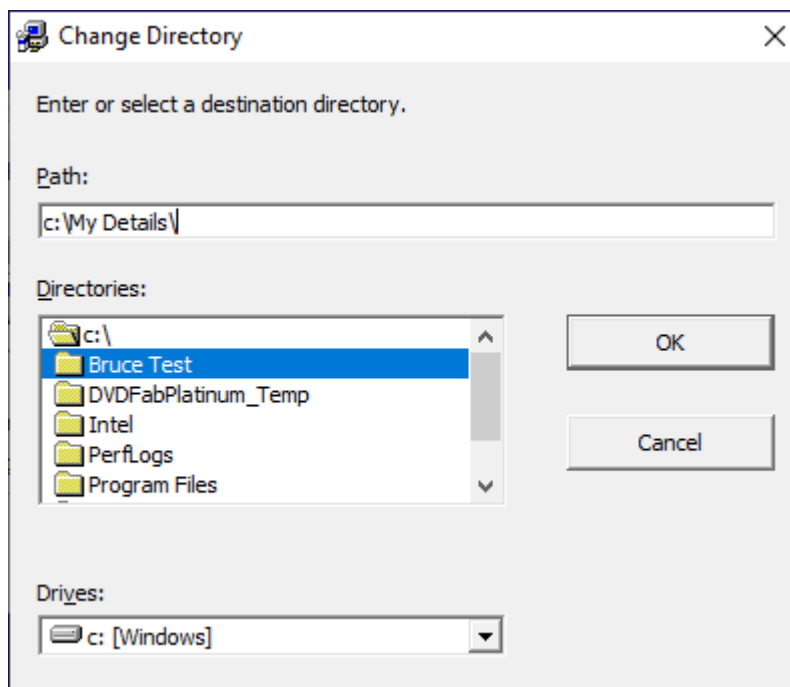 Change Directory
Enter or select a destination directory.
Path:
c:\My Details\
Directories:
c:\
Bruce Test
DVDFabPlatinum_Temp
Intel
PerfLogs
Program Files
OK
Cancel
Drives:
c: [Windows]